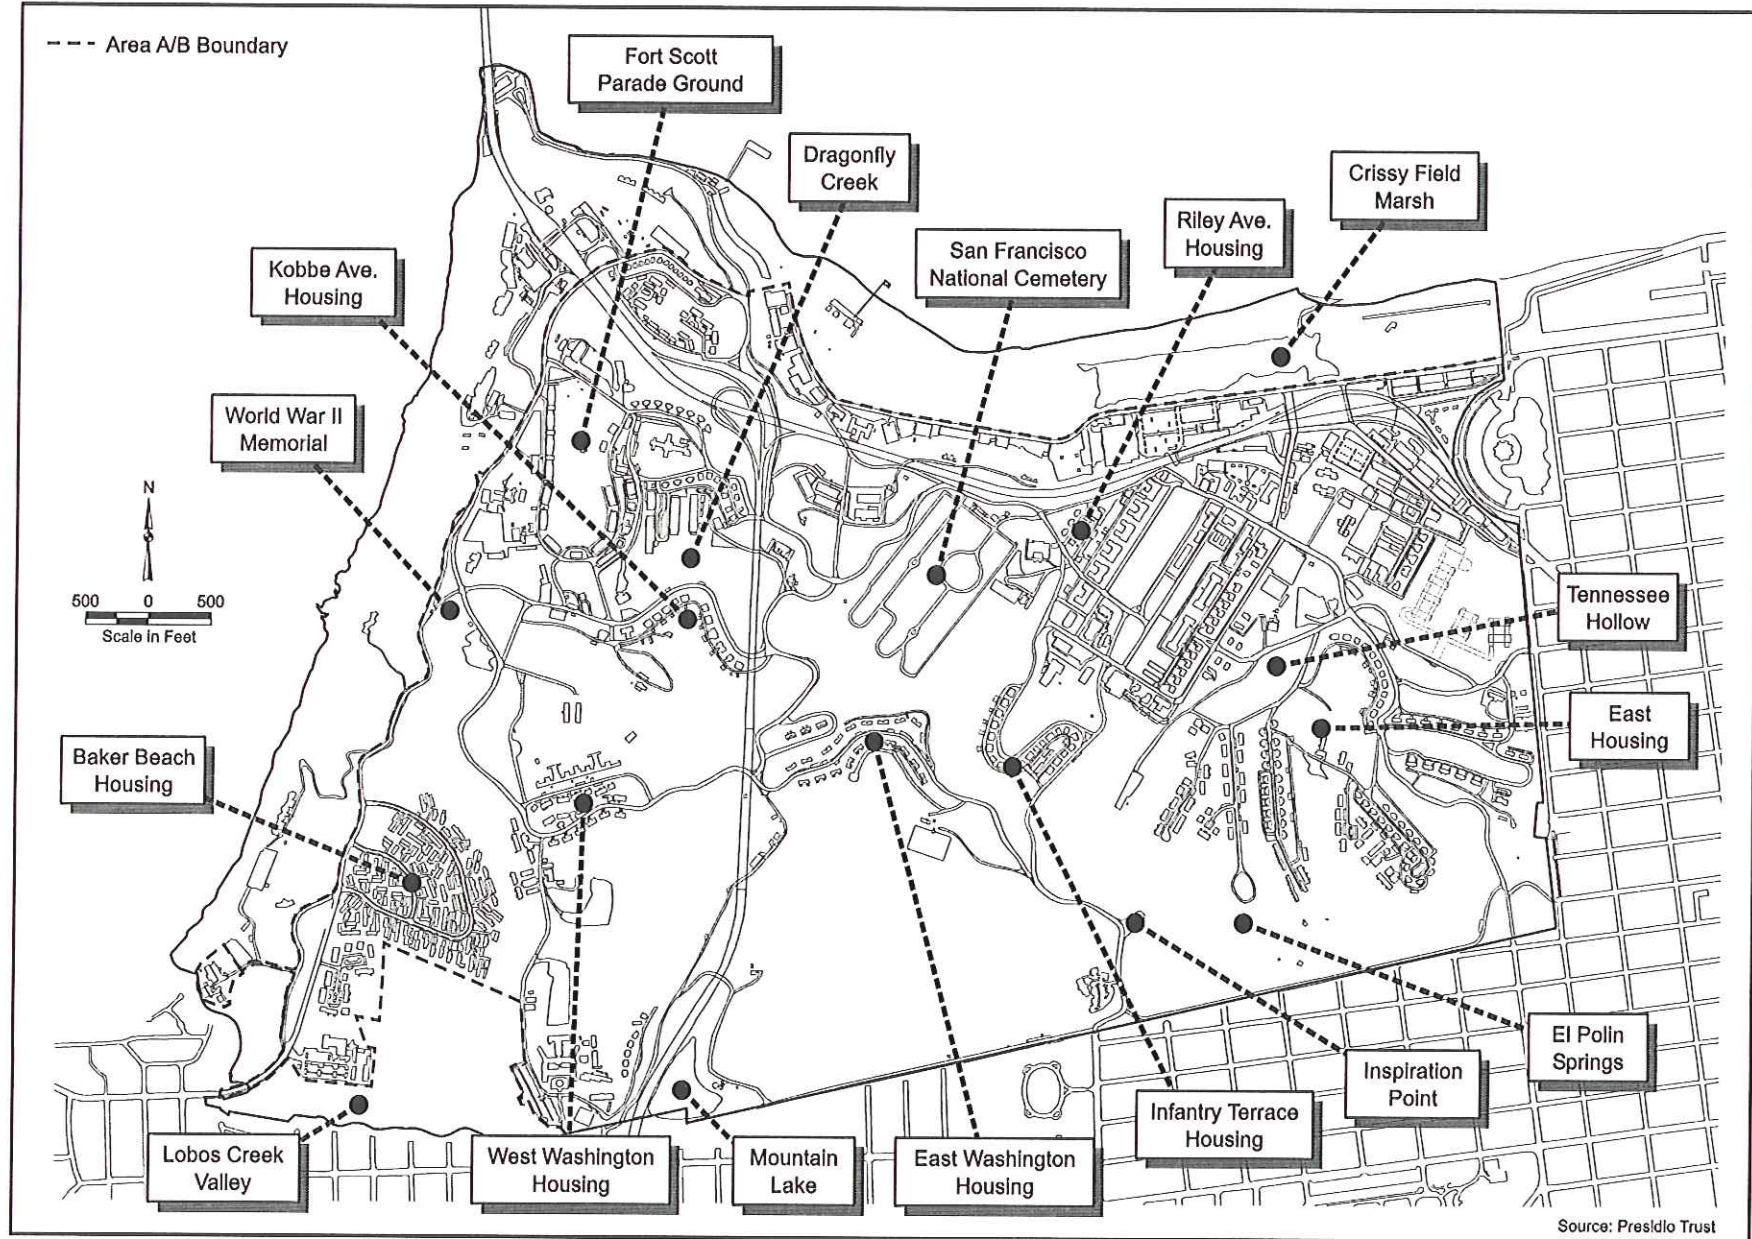 Area A/B Boundary
Fort Scott
Parade Ground
Dragonfly
Creek
Crissy Field
Marsh
Riley Ave.
Housing
San Francisco
National Cemetery
Kobbe Ave.
Housing
World War II
Memorial
N
500 0 500
Scale in Feet
Tennessee
Hollow
East
Housing
Baker Beach
Housing
El Polin
Springs
Inspiration
Point
Infantry Terrace
Housing
Lobos Creek
Valley
West Washington
Housing
Mountain
Lake
East Washington
Housing
Source: Presidio Trust